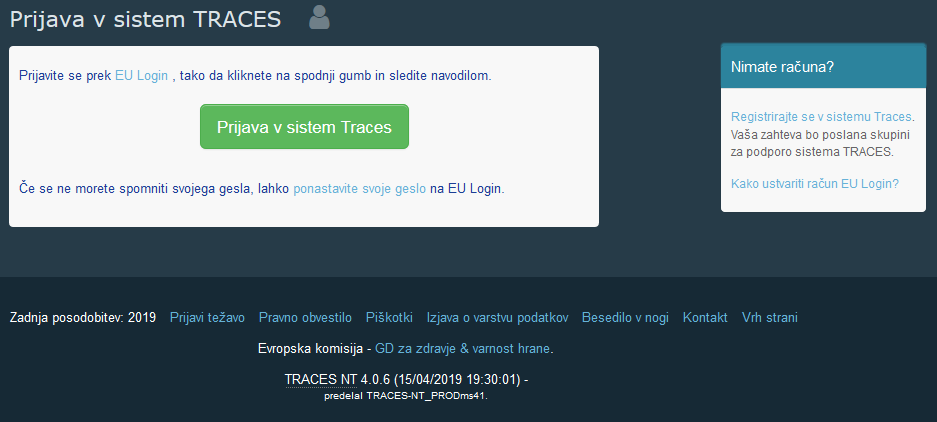 Prijava v sistem TRACES
Prijavite se prek EU Login , tako da kliknete na spodnji gumb in sledite navodilom.
Prijava v sistem Traces
Če se ne morete spomniti svojega gesla, lahko ponastavite svoje geslo na EU Login.
Nimate računa?
Registrirajte se v sistemu Traces.
Vaša zahteva bo poslana skupini
za podporo sistema TRACES.
Kako ustvariti račun EU Login?
Zadnja posodobitev: 2019 Prijavi težavo Pravno obvestilo Piškotki Izjava o varstvu podatkov Besedilo v nogi Kontakt Vrh strani
Evropska komisija - GD za zdravje & varnost hrane.
TRACES NT 4.0.6 (15/04/2019 19:30:01) -
predelal TRACES-NT_PRODms41.